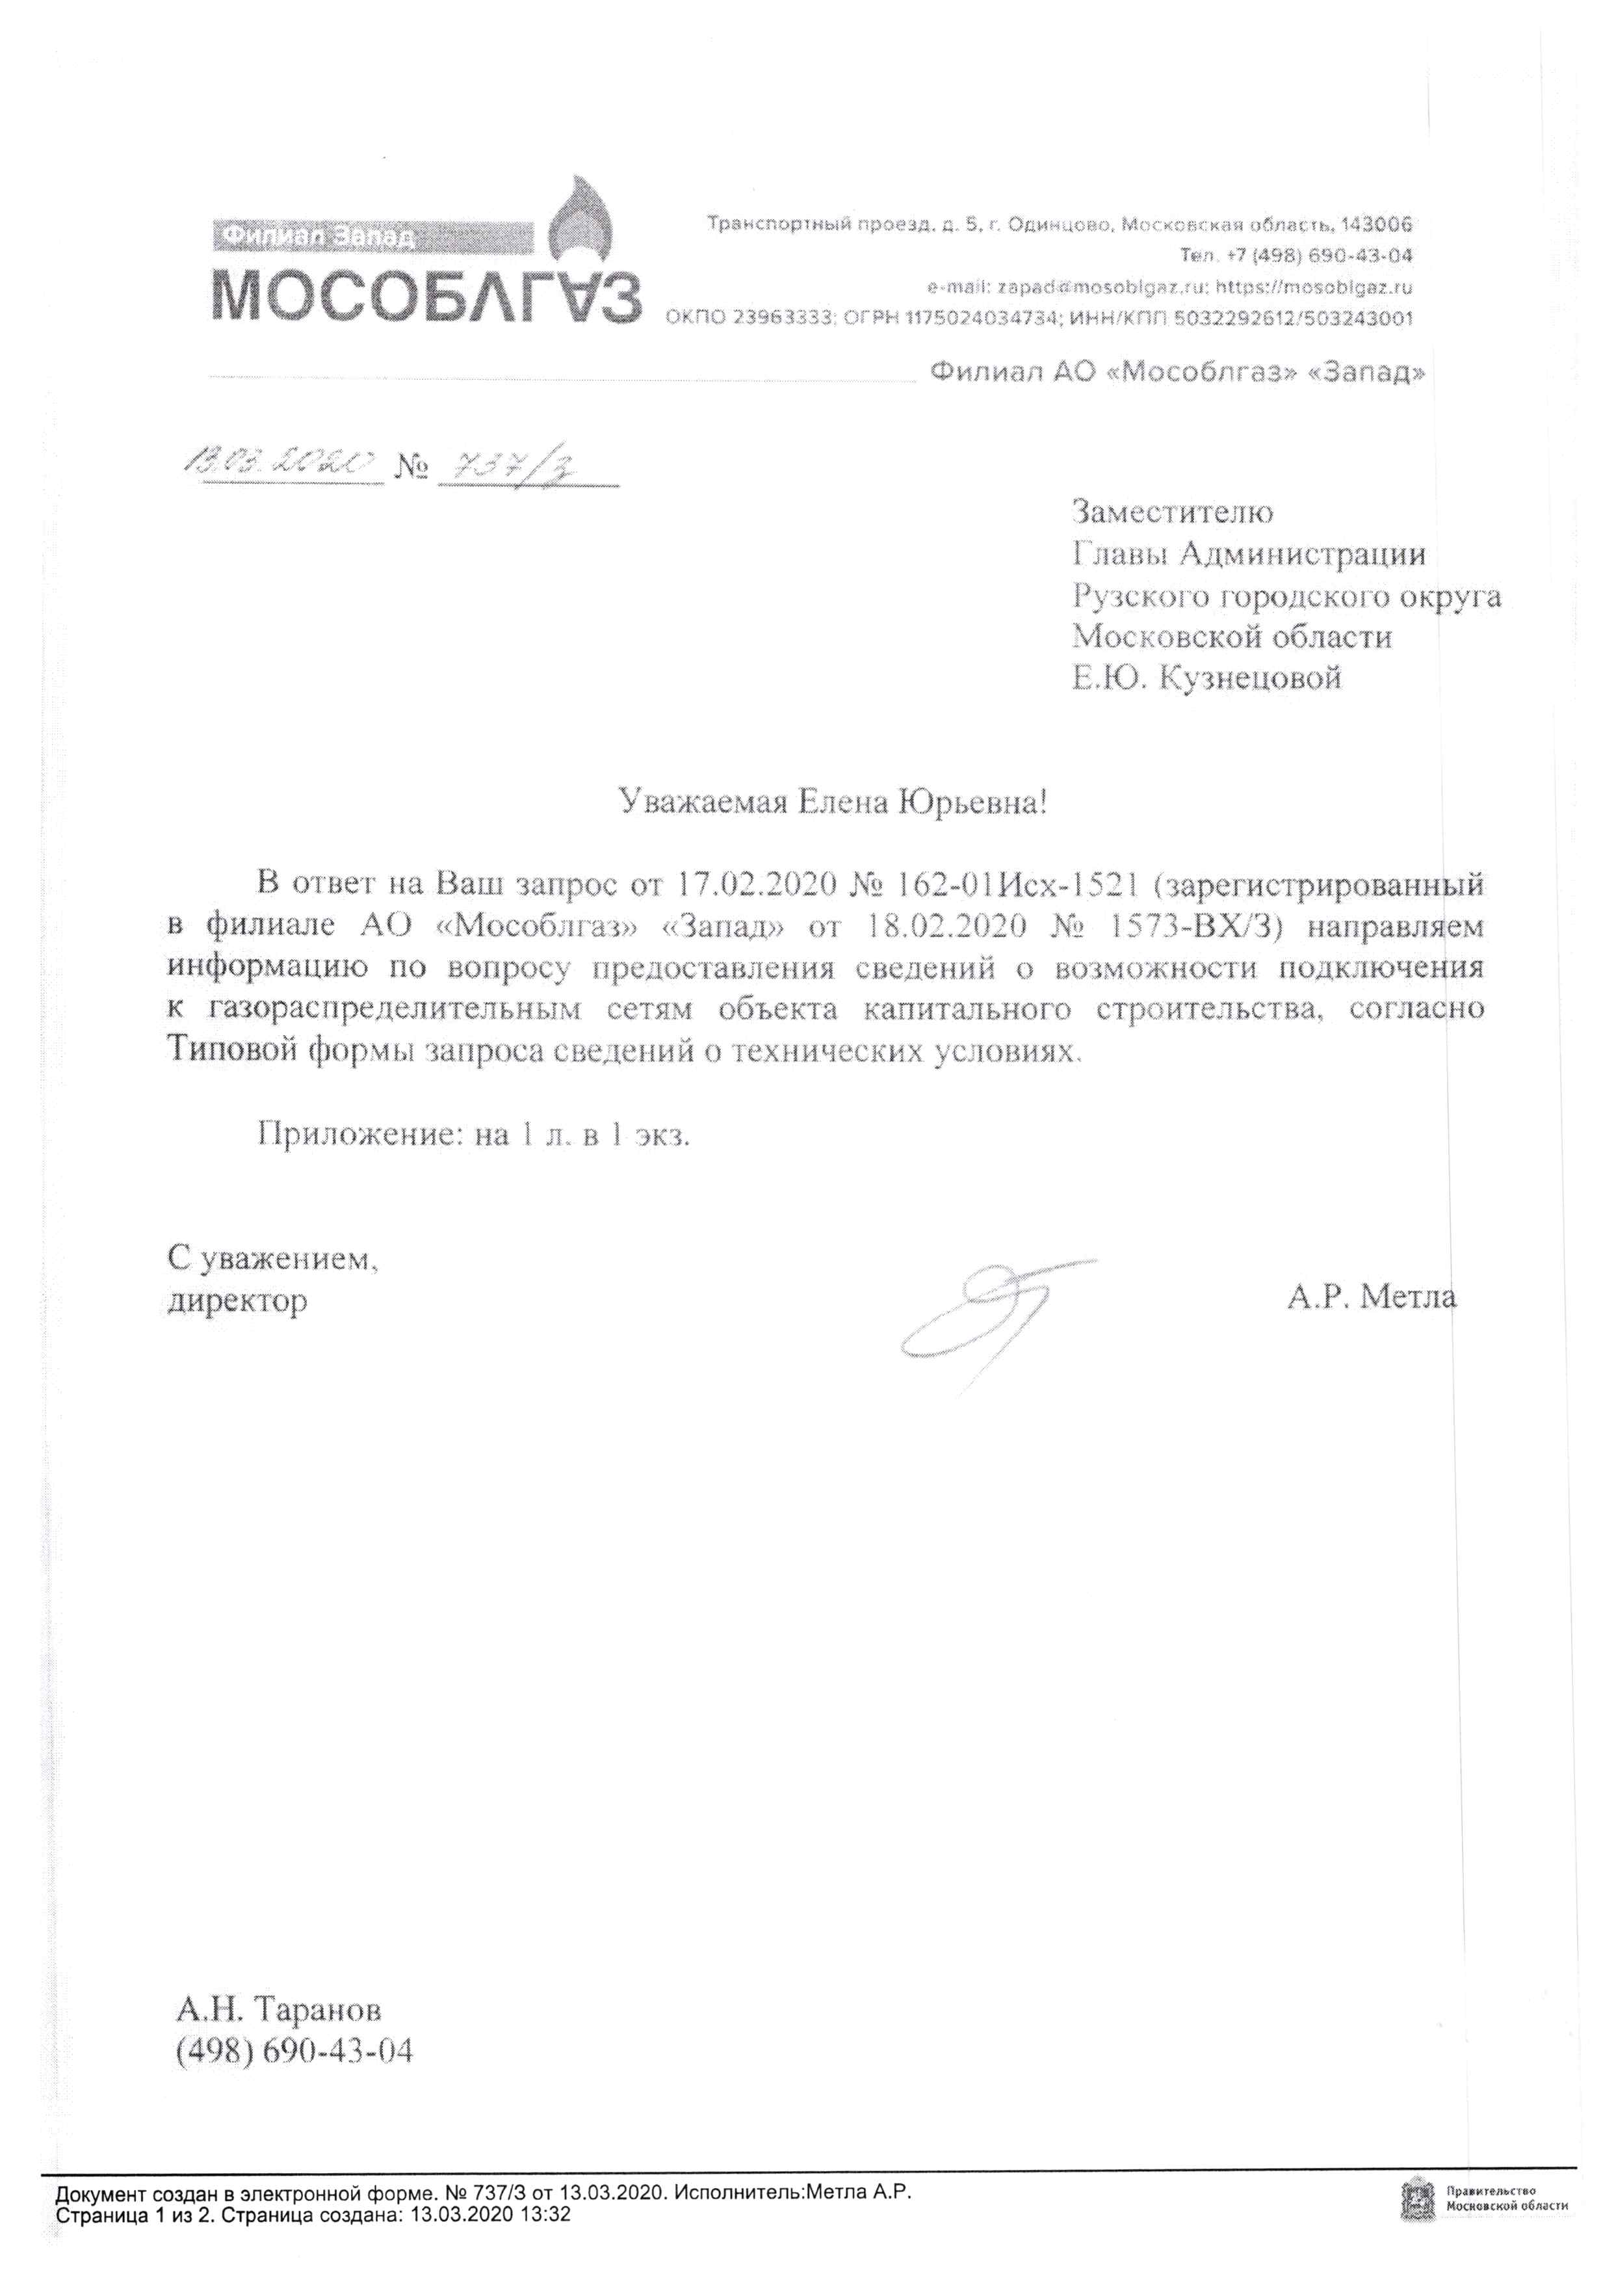 Филиал Запад
МОСОБЛГАЗ
Транспортный проезд, д. 5, г. Одинцово, Московская область, 143006
Тел. +7 (498) 690-43-04
e-mail: zapad@mosoblgaz.ru; https://mosoblgaz.ru
ОКПО 23963333; ОГРН 1175024034734; ИНН/КПП 5032292612/503243001
Филиал АО «Мособлгаз» «Запад»
13.03.2020 № 737/З
Заместителю
Главы Администрации
Рузского городского округа
Московской области
Е.Ю. Кузнецовой
Уважаемая Елена Юрьевна!
В ответ на Ваш запрос от 17.02.2020 № 162-01Исх-1521 (зарегистрированный
в филиале АО «Мособлгаз» «Запад» от 18.02.2020 № 1573-ВХ/З) направляем
информацию по вопросу предоставления сведений о возможности подключения
к газораспределительным сетям объекта капитального строительства, согласно
Типовой формы запроса сведений о технических условиях.
Приложение: на 1 л. в 1 экз.
С уважением,
директор
А.Р. Метла
А.Н. Таранов
(498) 690-43-04
Документ создан в электронной форме. № 737/З от 13.03.2020. Исполнитель:Метла А.Р.
Страница 1 из 2. Страница создана: 13.03.2020 13:32
Правительство
Московской области